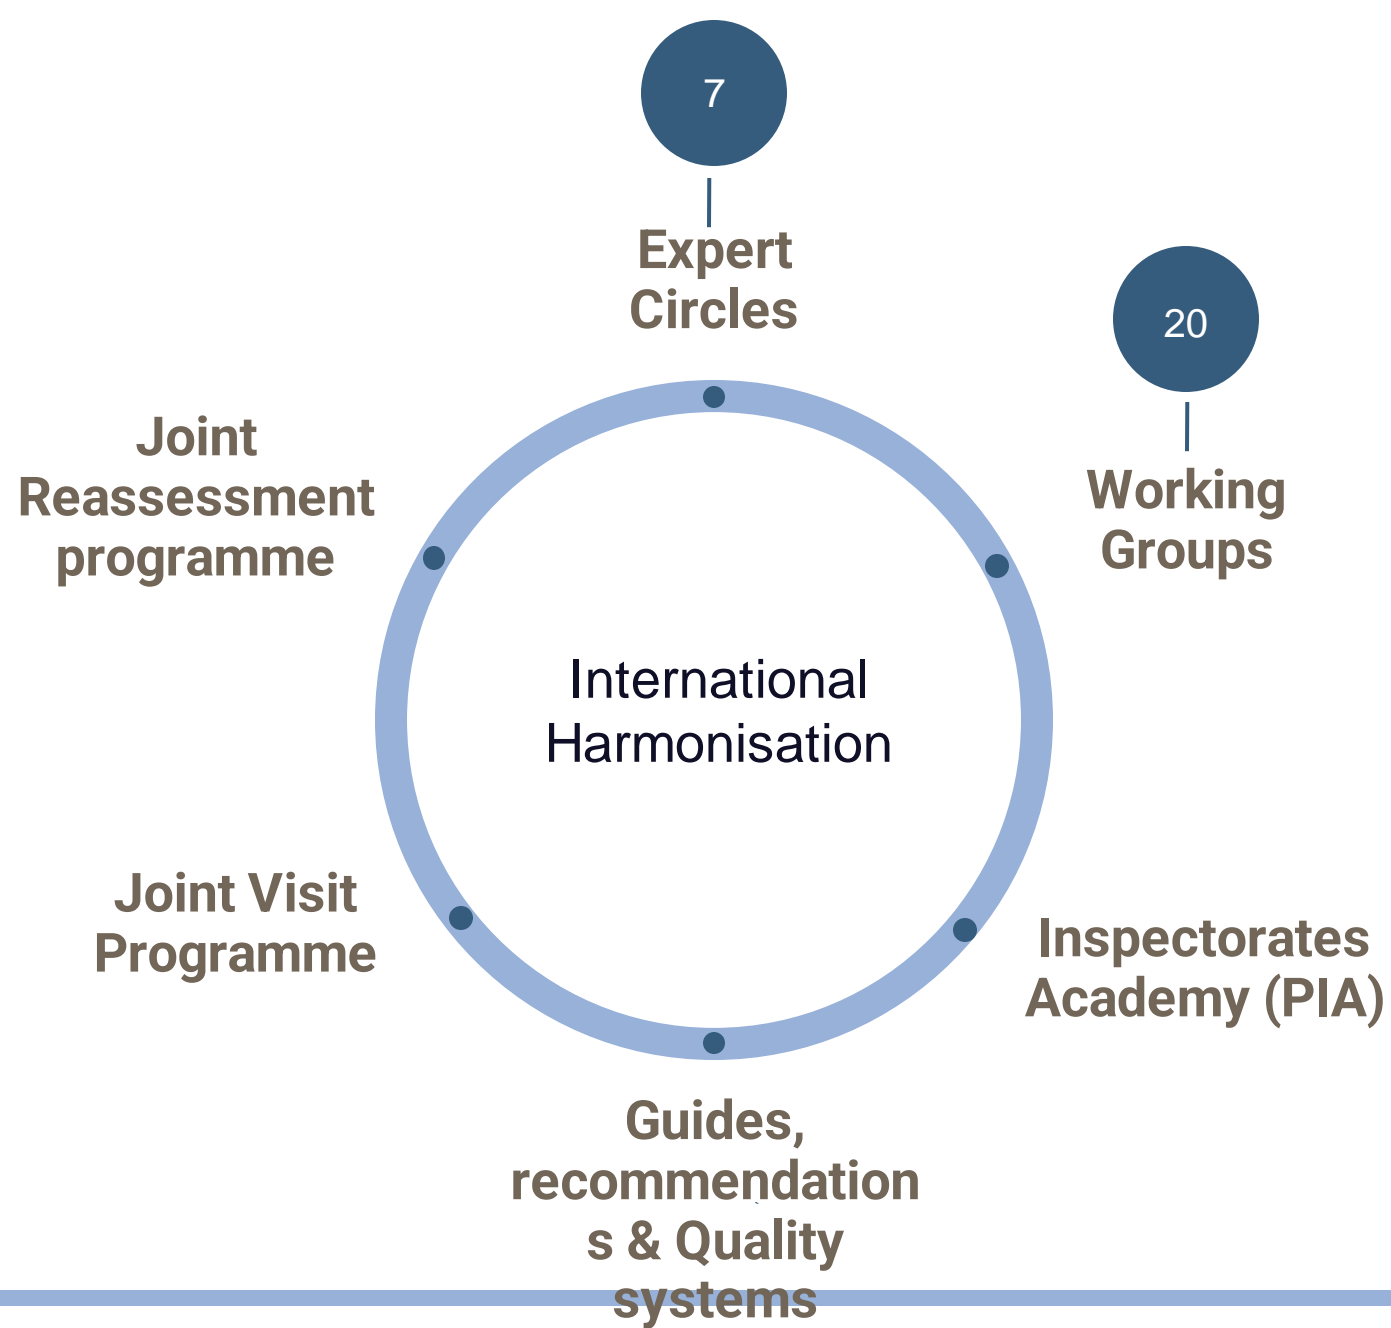 7
Expert
Circles
20
Working
Groups
Joint
Reassessment
programme
International
Harmonisation
Joint Visit
Programme
Inspectorates
Academy (PIA)
Guides,
recommendation
s & Quality
systems